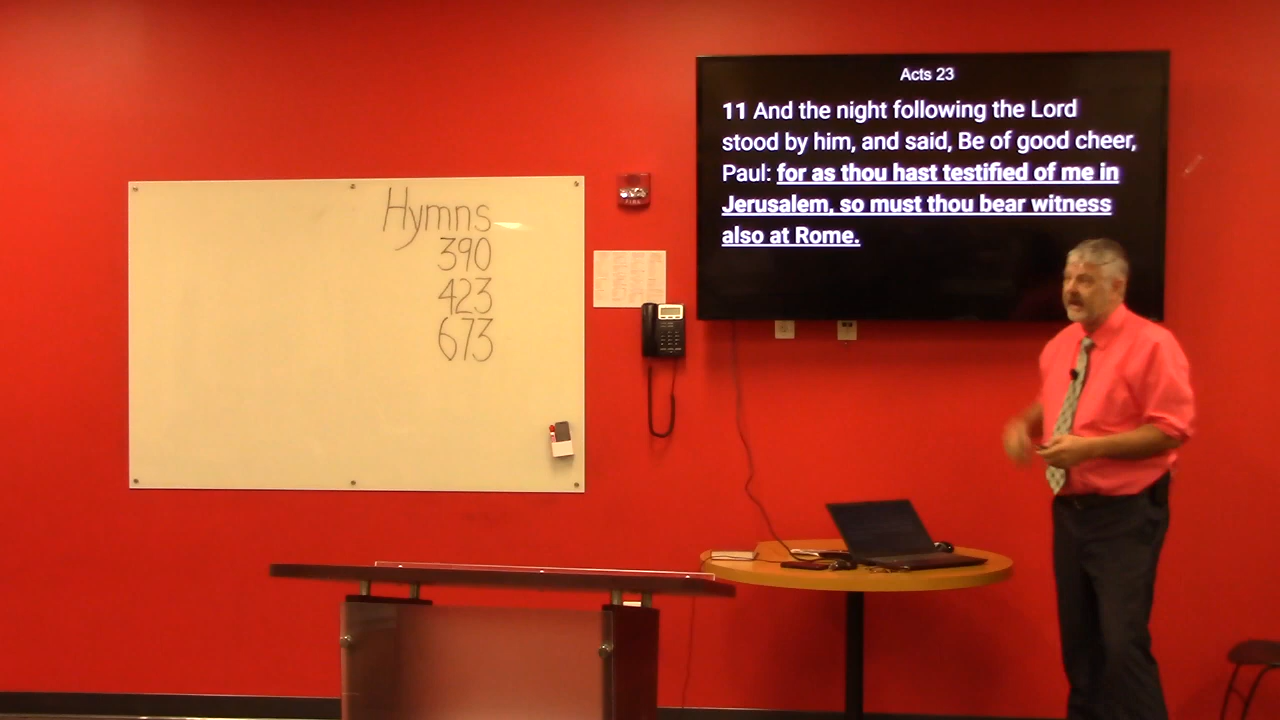 Hymns
390
423
673
FIRE
Acts 23
11 And the night following the Lord
stood by him, and said, Be of good cheer,
Paul: for as thou hast testified of me in
Jerusalem, so must thou bear witness
also at Rome.